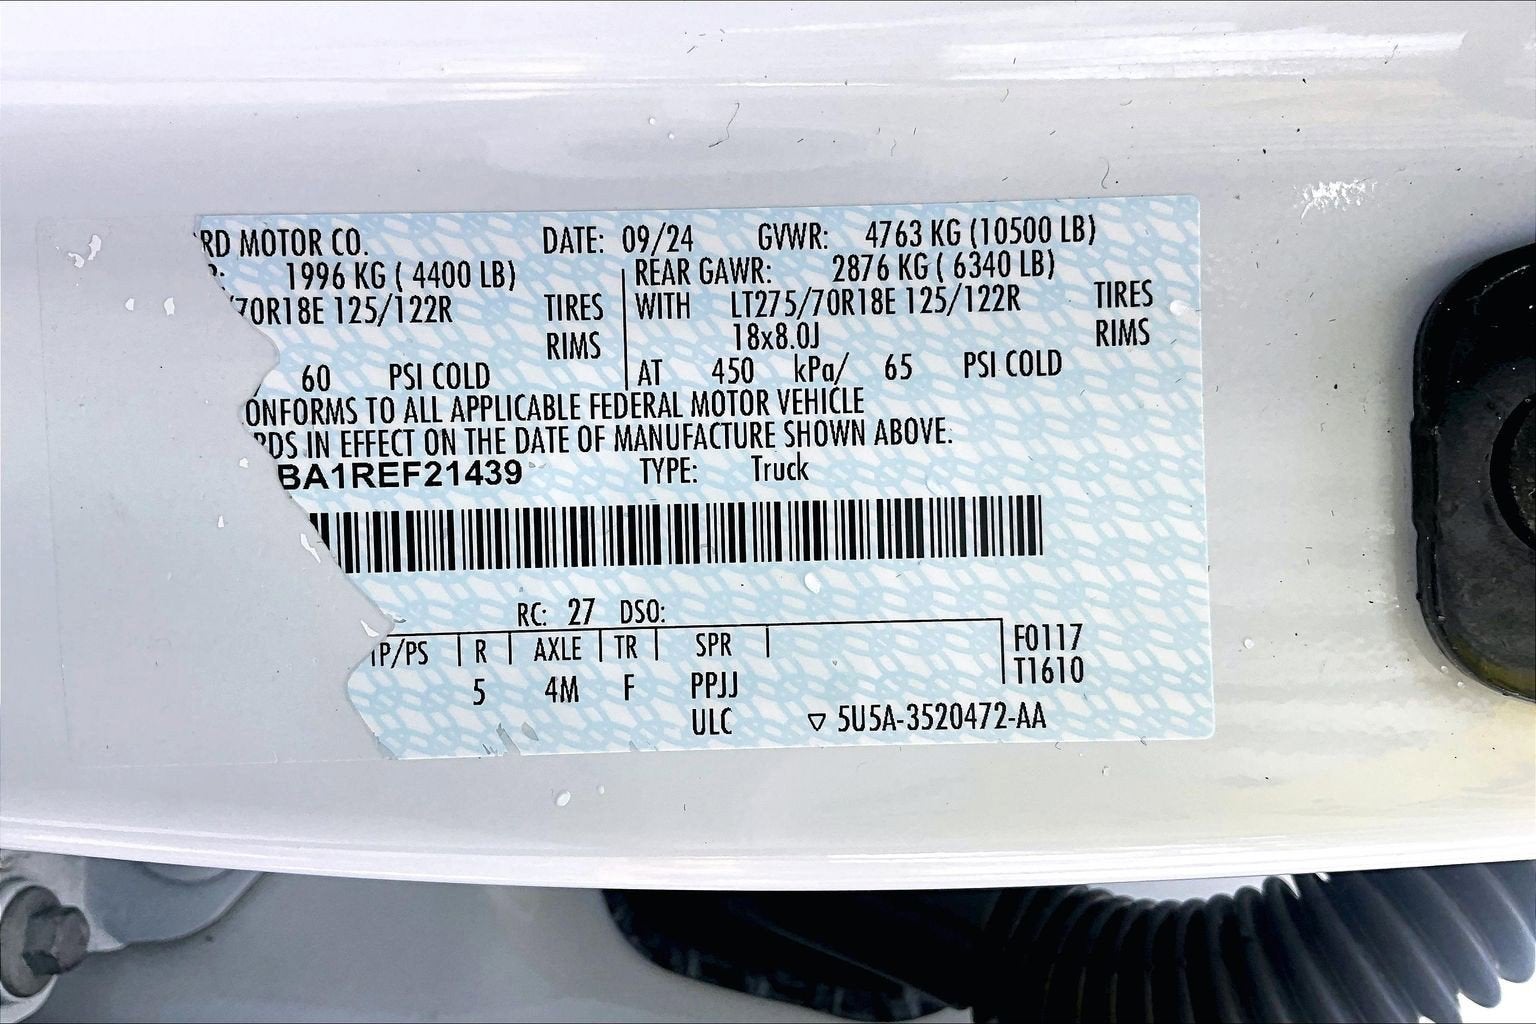 RD MOTOR CO. DATE: 09/24 GVWR: 4763 KG (10500 LB)
R: 1996 KG ( 4400 LB) REAR GAWR: 2876 KG ( 6340 LB)
/70R18E 125/122R TIRES WITH LT275/70R18E 125/122R TIRES
RIMS 18x8.0J RIMS
60 PSI COLD AT 450 kPa/ 65 PSI COLD
ONFORMS TO ALL APPLICABLE FEDERAL MOTOR VEHICLE
RDS IN EFFECT ON THE DATE OF MANUFACTURE SHOWN ABOVE.
BA1REF21439 TYPE: Truck
RC: 27 DSO:
IP/PS R AXLE TR SPR F0117
T1610
5 4M F PPJJ
ULC ▽ 5U5A-3520472-AA